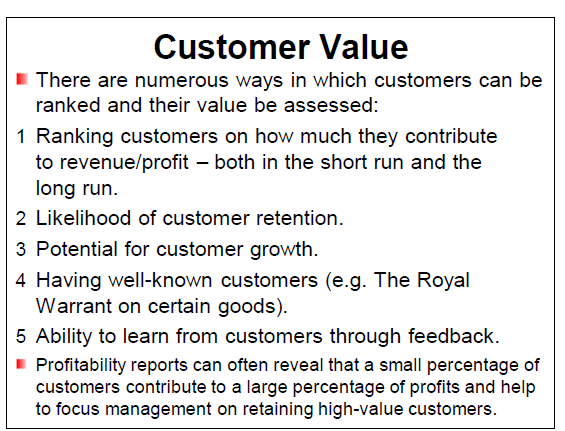 Customer Value
There are numerous ways in which customers can be
ranked and their value be assessed:
1 Ranking customers on how much they contribute
to revenue/profit – both in the short run and the
long run.
2 Likelihood of customer retention.
3 Potential for customer growth.
4 Having well-known customers (e.g. The Royal
Warrant on certain goods).
5 Ability to learn from customers through feedback.
Profitability reports can often reveal that a small percentage of
customers contribute to a large percentage of profits and help
to focus management on retaining high-value customers.